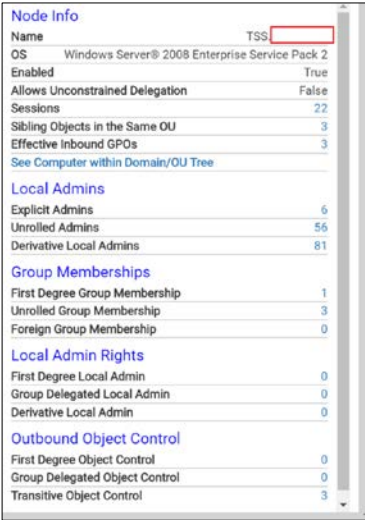 Node Info
Name TSS.
OS Windows Server® 2008 Enterprise Service Pack 2
Enabled True
Allows Unconstrained Delegation False
Sessions 22
Sibling Objects in the Same OU 3
Effective Inbound GPOs 3
See Computer within Domain/OU Tree
Local Admins
Explicit Admins 6
Unrolled Admins 56
Derivative Local Admins 81
Group Memberships
First Degree Group Membership 1
Unrolled Group Membership 3
Foreign Group Membership 0
Local Admin Rights
First Degree Local Admin 0
Group Delegated Local Admin 0
Derivative Local Admin 0
Outbound Object Control
First Degree Object Control 0
Group Delegated Object Control 0
Transitive Object Control 3